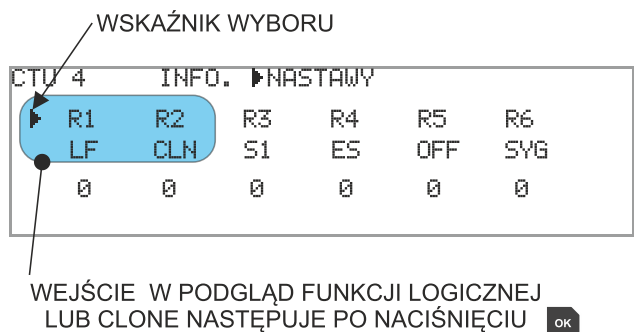 WSKAŹNIK WYBORU
CTU 4 INFO. NASTAWY
R1 R2 R3 R4 R5 R6
LF CLN S1 ES OFF SYG
0 0 0 0 0 0
WEJŚCIE W PODGLĄD FUNKCJI LOGICZNEJ
LUB CLONE NASTĘPUJE PO NACIŚNIĘCIU OK